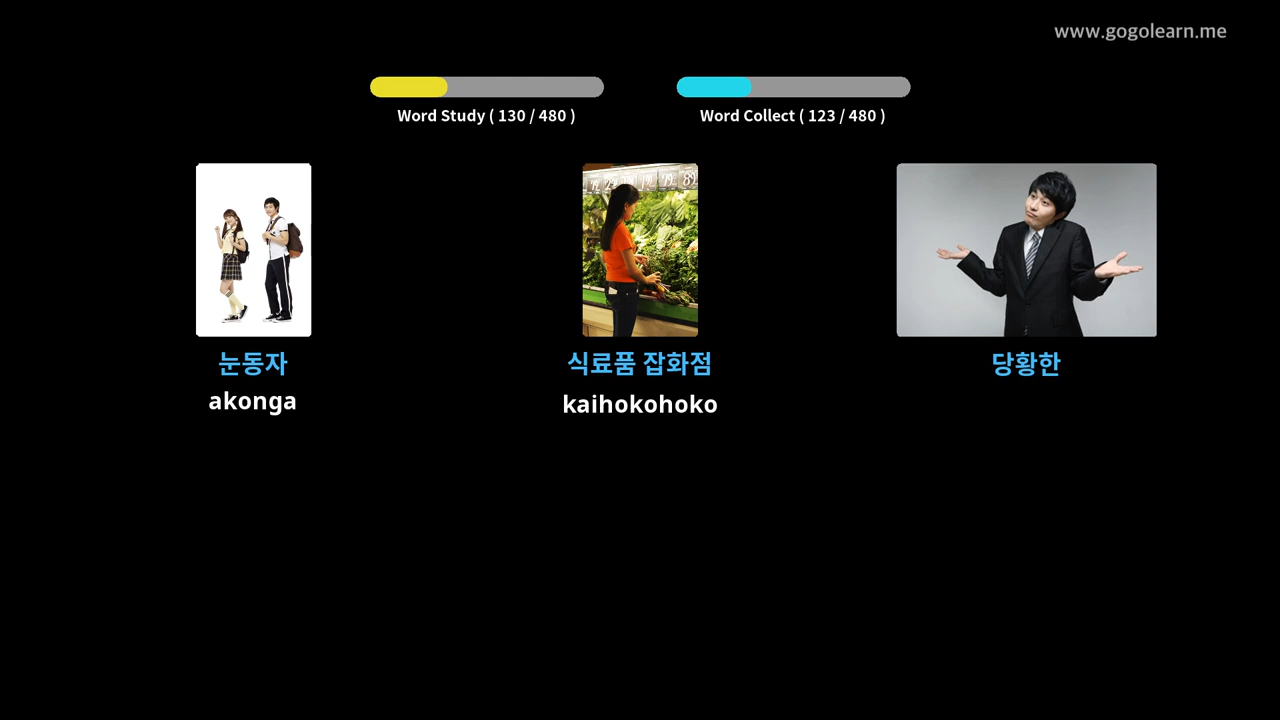 www.gogolearn.me
Word Study ( 130 / 480 )
Word Collect ( 123 / 480 )
눈동자
akonga
식료품 잡화점
kaihokohoko
당황한